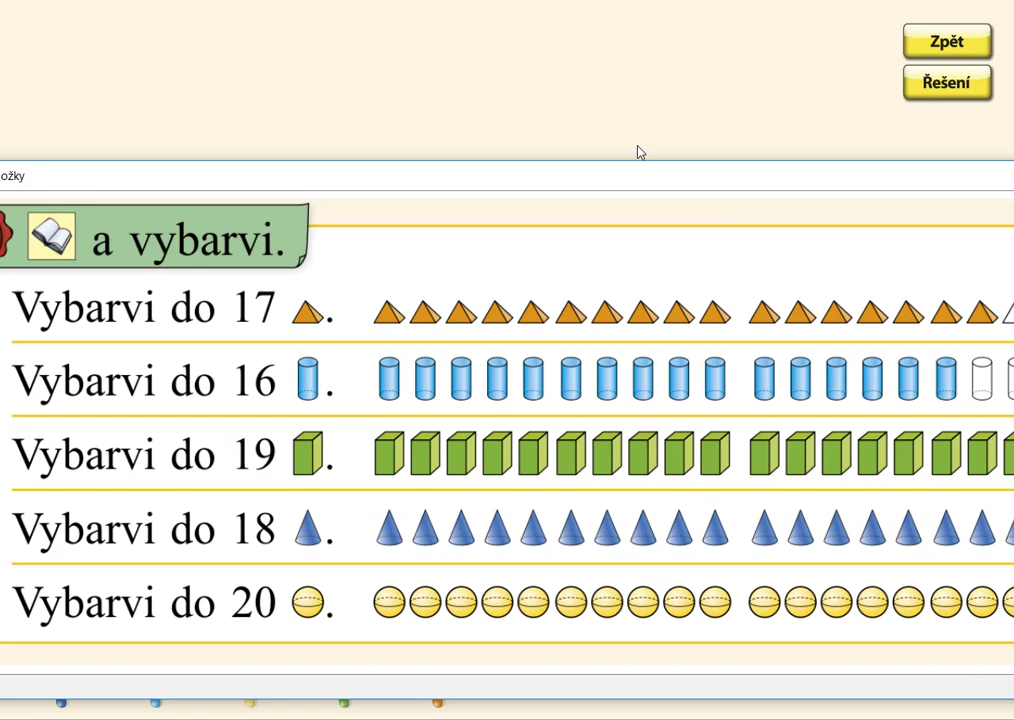 Zpět
Řešení
ožky
a vybarvi.
Vybarvi do 17 .
Vybarvi do 16 .
Vybarvi do 19 .
Vybarvi do 18 .
Vybarvi do 20 .